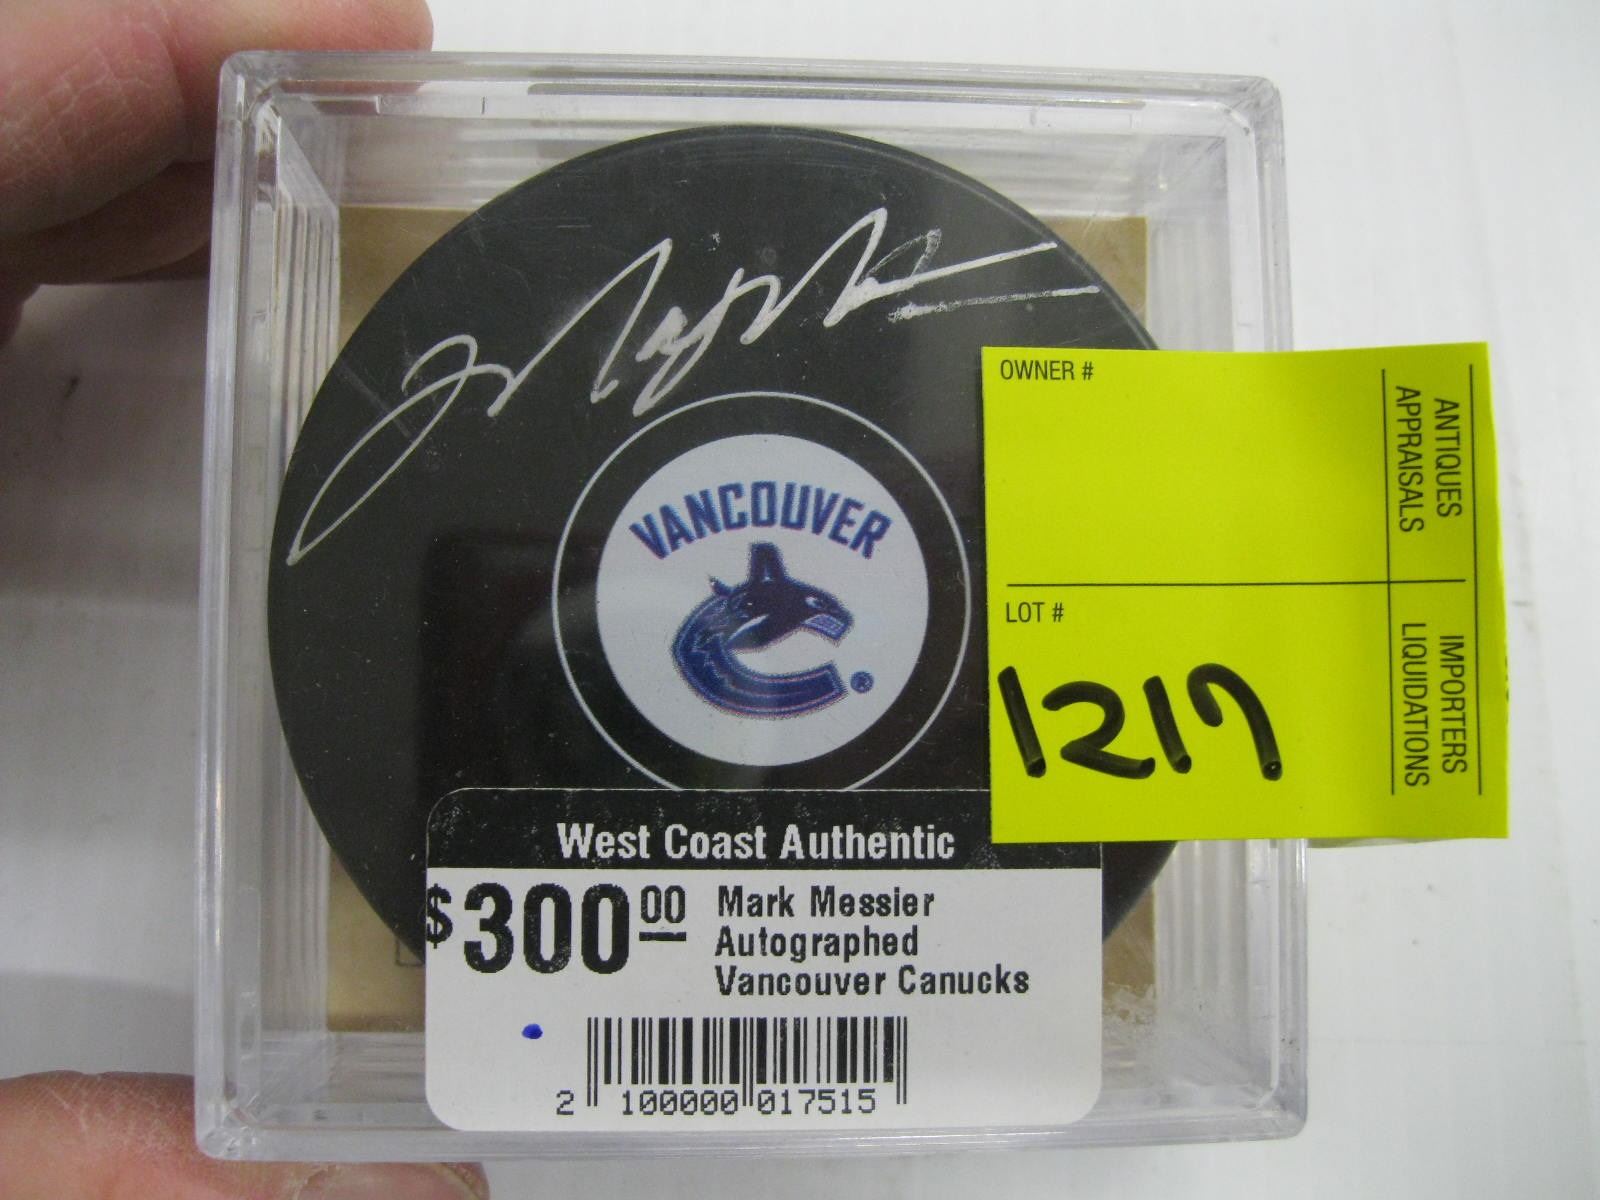 VANCOUVER
®
OWNER #
ANTIQUES
APPRAISALS
LOT #
1217
IMPORTERS
LIQUIDATIONS
West Coast Authentic
$300.00
Mark Messier
Autographed
Vancouver Canucks
2 100000 017515